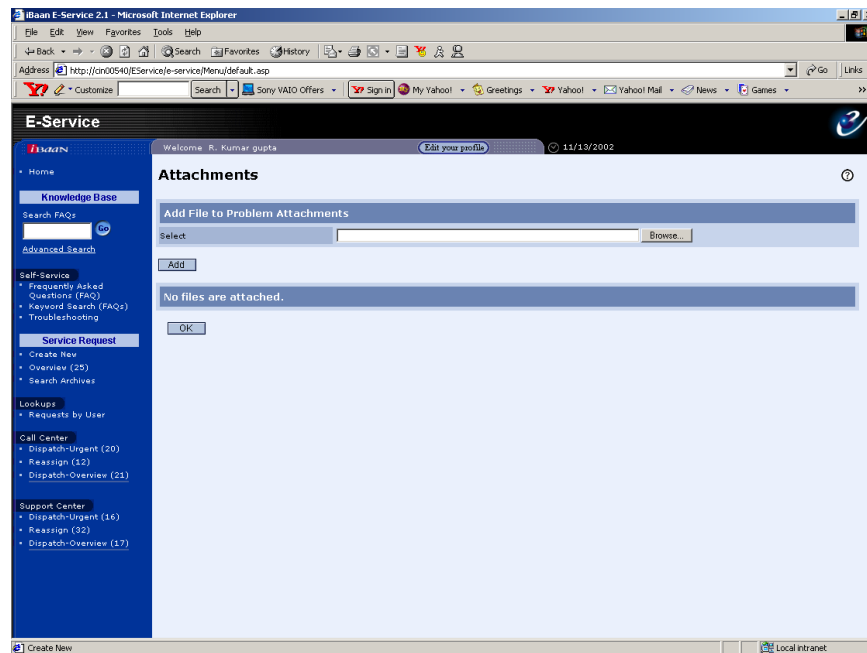 iBaan E-Service 2.1 - Microsoft Internet Explorer
File Edit View Favorites Tools Help
Back Search Favorites History
Address http://cin00540/EService/e-service/Menu/default.asp Go Links
Y? Customize Search Sony VAIO Offers Y? Sign in My Yahoo! Greetings Y? Yahoo! Yahoo! Mail News Games »
E-Service
iBaan Welcome R. Kumar gupta Edit your profile 11/13/2002
Home
Attachments
Knowledge Base
Search FAQs
Go
Advanced Search
Add File to Problem Attachments
Select Browse...
Add
No files are attached.
OK
Self-Service
Frequently Asked
Questions (FAQ)
Keyword Search (FAQs)
Troubleshooting
Service Request
Create New
Overview (25)
Search Archives
Lookups
Requests by User
Call Center
Dispatch-Urgent (20)
Reassign (12)
Dispatch-Overview (21)
Support Center
Dispatch-Urgent (16)
Reassign (32)
Dispatch-Overview (17)
Create New Local intranet